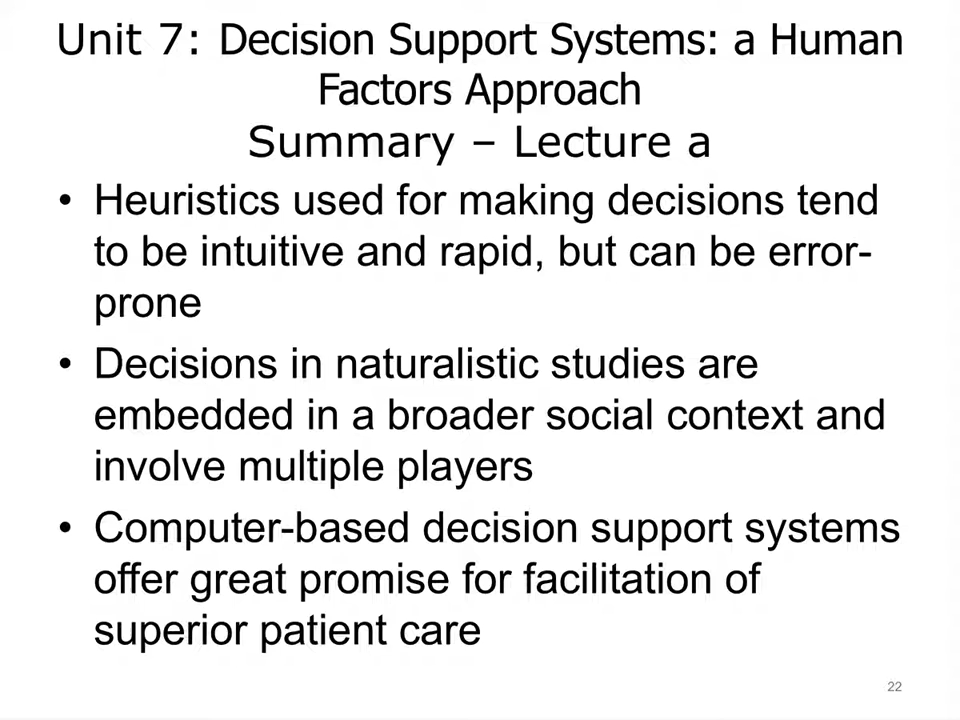 Unit 7: Decision Support Systems: a Human
Factors Approach
Summary – Lecture a
• Heuristics used for making decisions tend
to be intuitive and rapid, but can be error-
prone
• Decisions in naturalistic studies are
embedded in a broader social context and
involve multiple players
• Computer-based decision support systems
offer great promise for facilitation of
superior patient care
22